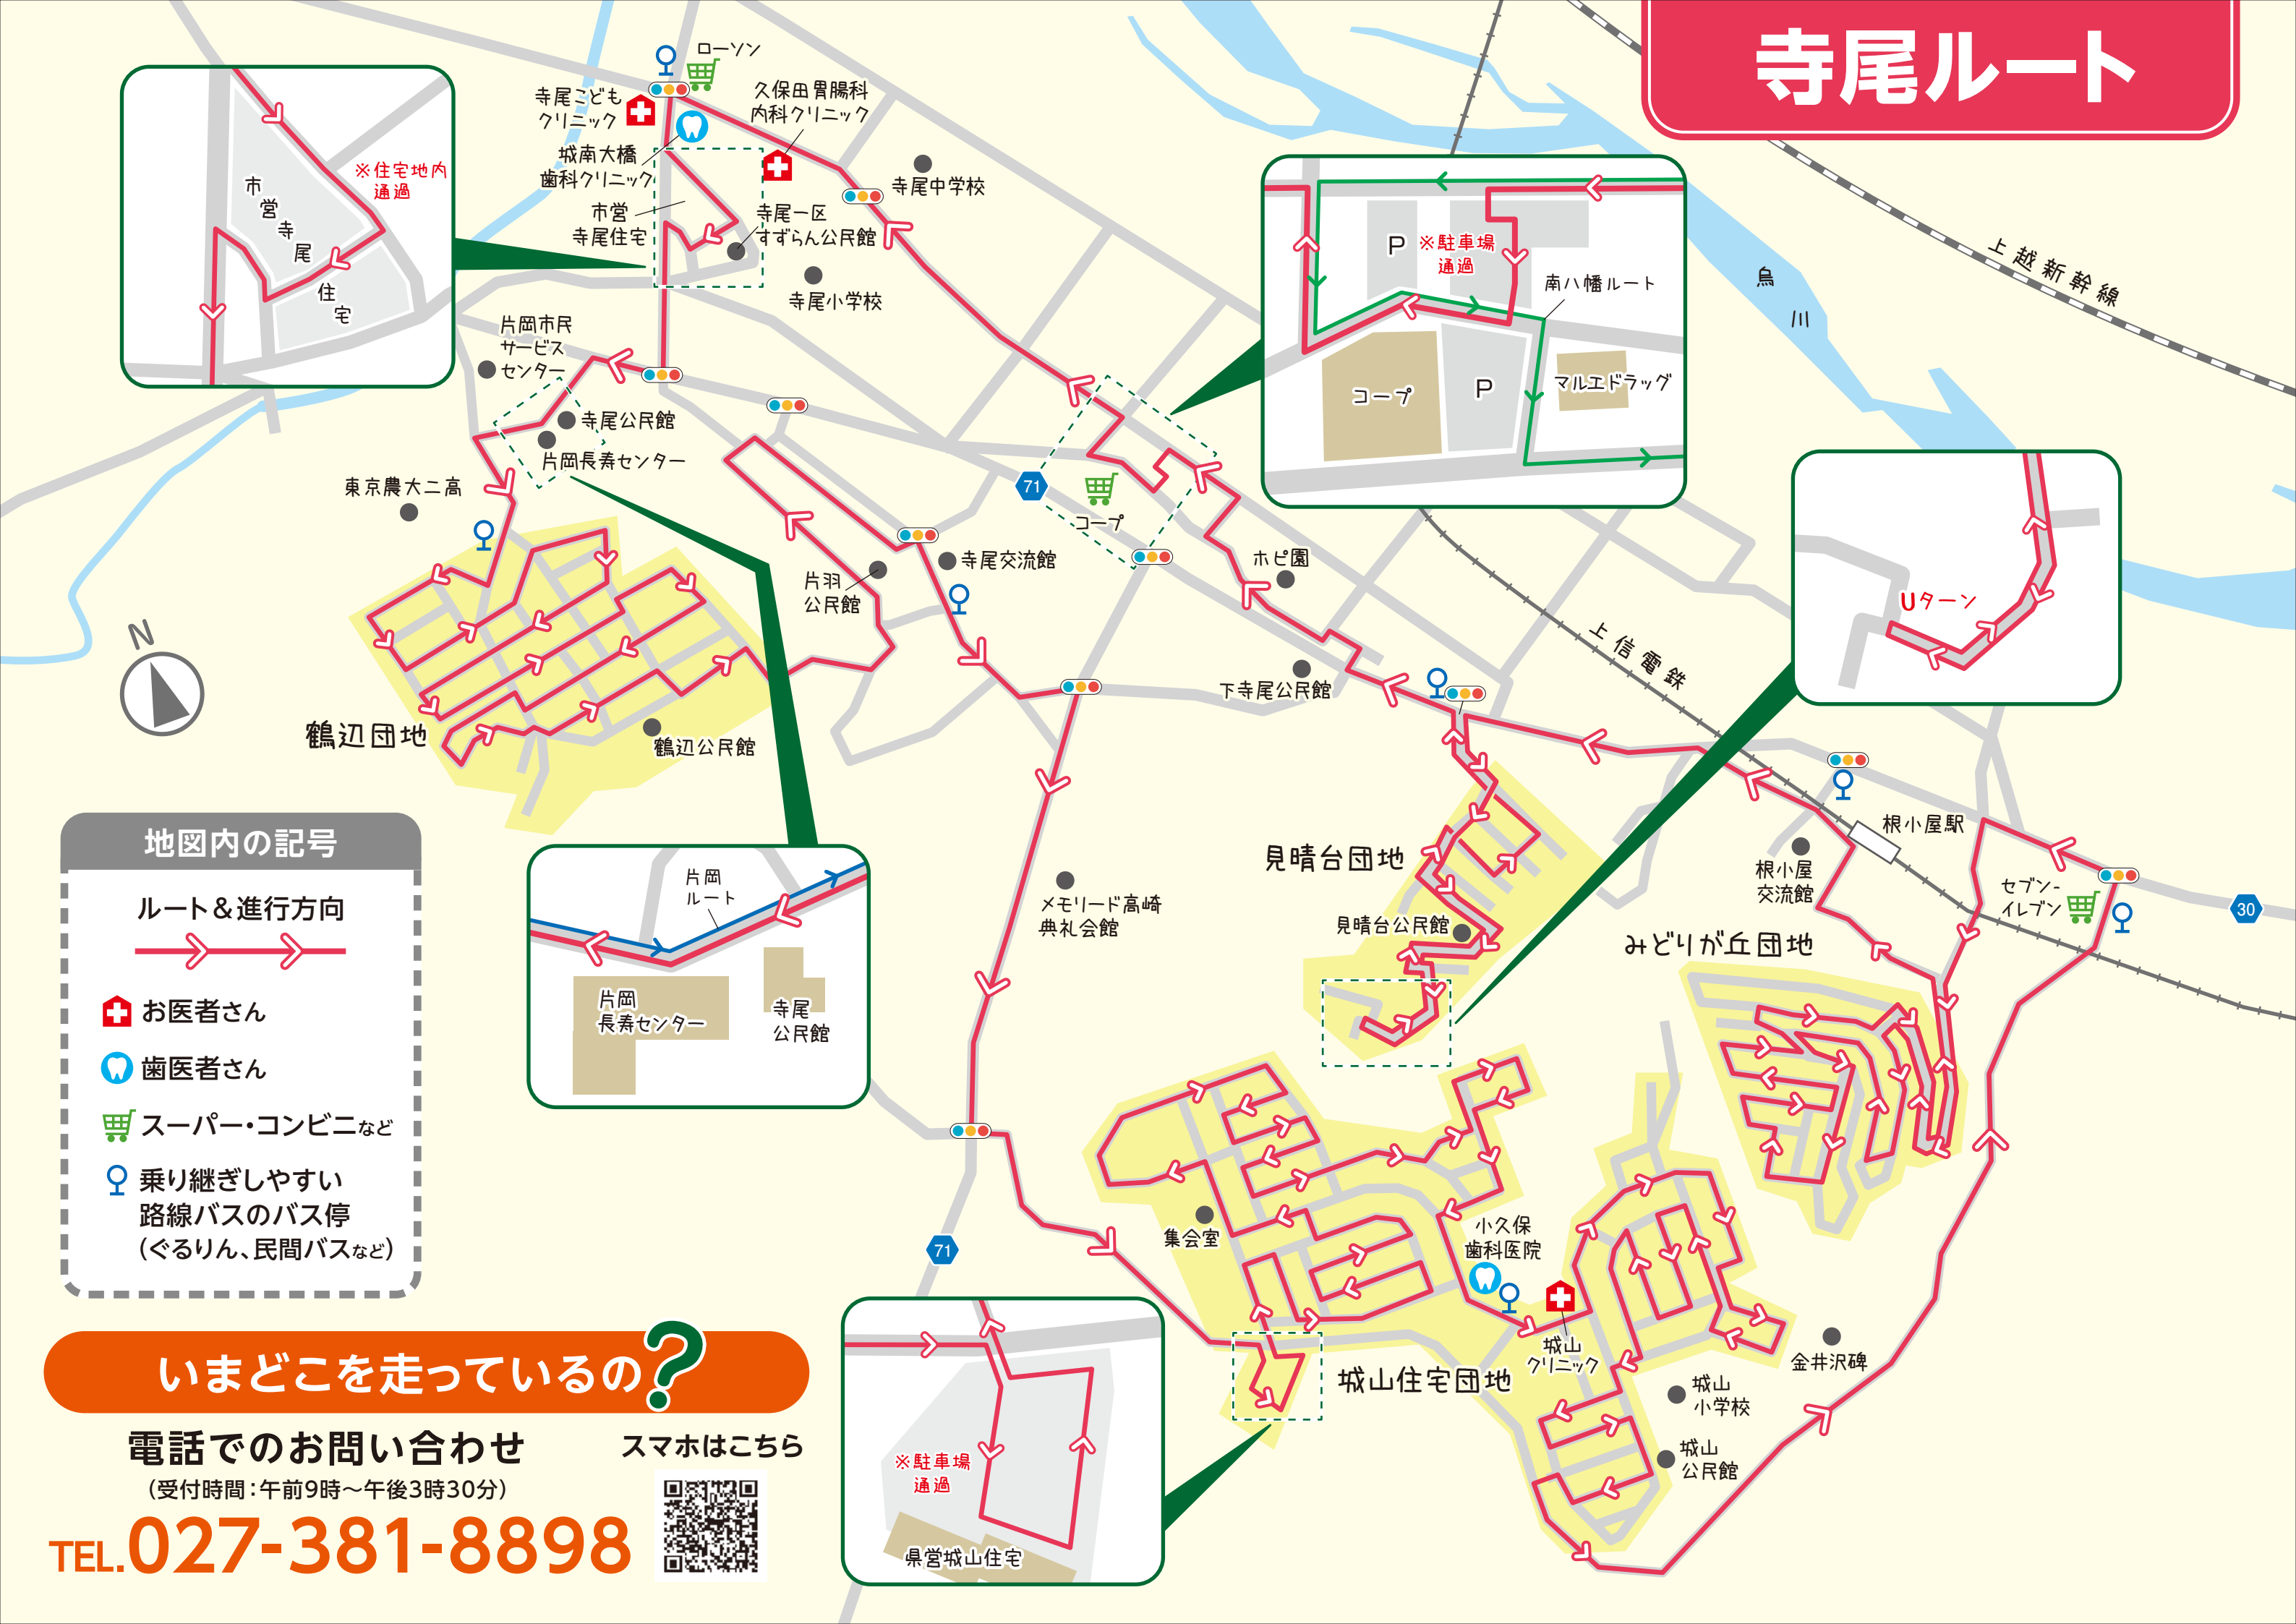 寺尾ルート
ローソン
寺尾こども
クリニック
久保田胃腸科
内科クリニック
城南大橋
歯科クリニック
寺尾中学校
市営
寺尾住宅
寺尾一区
すずらん公民館
寺尾小学校
※住宅地内
通過
市営寺尾住宅
片岡市民
サービス
センター
寺尾公民館
片岡長寿センター
東京農大二高
P
※駐車場
通過
南八幡ルート
コープ
P
マルエドラッグ
烏川
上越新幹線
71
コープ
寺尾交流館
片羽
公民館
ホピ園
下寺尾公民館
上信電鉄
Uターン
N
鶴辺団地
鶴辺公民館
地図内の記号
ルート&進行方向
お医者さん
歯医者さん
スーパー・コンビニなど
乗り継ぎしやすい
路線バスのバス停
(ぐるりん、民間バスなど)
片岡
ルート
片岡
長寿センター
寺尾
公民館
メモリード高崎
典礼会館
見晴台団地
見晴台公民館
根小屋駅
根小屋
交流館
セブン-
イレブン
30
みどりが丘団地
集会室
71
小久保
歯科医院
城山
クリニック
城山住宅団地
金井沢碑
城山
小学校
城山
公民館
※駐車場
通過
県営城山住宅
いまどこを走っているの?
電話でのお問い合わせ
(受付時間:午前9時〜午後3時30分)
TEL.027-381-8898
スマホはこちら